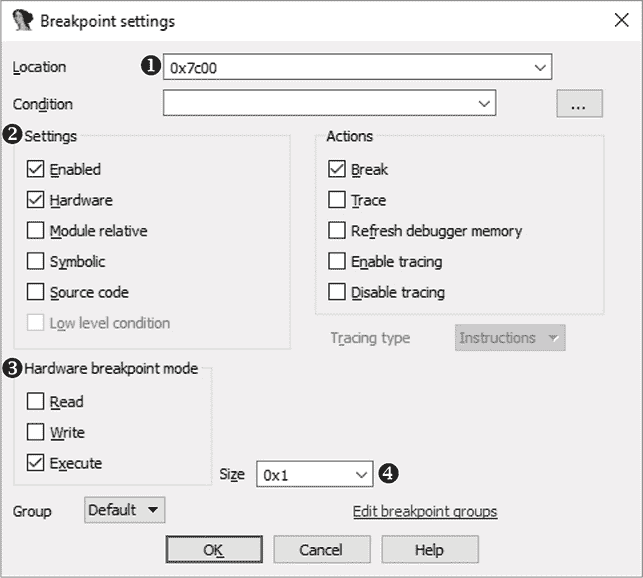 Breakpoint settings
Location ❶ 0x7c00
Condition ...
❷ Settings
Enabled
Hardware
Module relative
Symbolic
Source code
Low level condition
Actions
Break
Trace
Refresh debugger memory
Enable tracing
Disable tracing
Tracing type Instructions
❸ Hardware breakpoint mode
Read
Write
Execute
Size 0x1 ❹
Group Default Edit breakpoint groups
OK Cancel Help